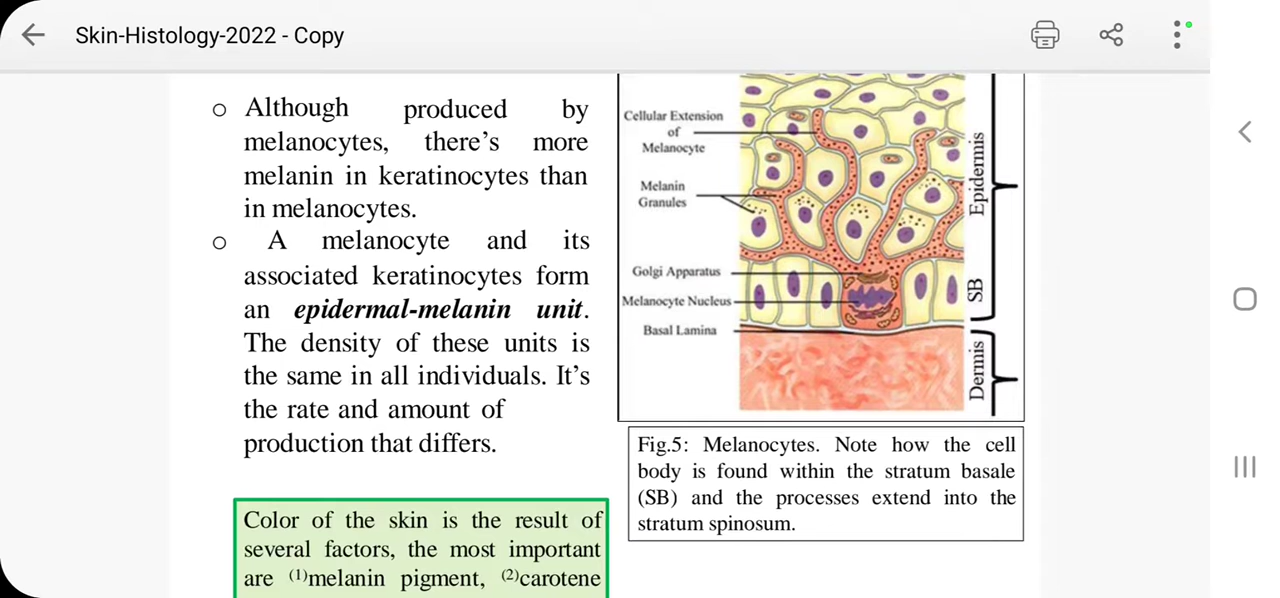 Skin-Histology-2022 - Copy
o Although produced by
melanocytes, there’s more
melanin in keratinocytes than
in melanocytes.
o A melanocyte and its
associated keratinocytes form
an epidermal-melanin unit.
The density of these units is
the same in all individuals. It’s
the rate and amount of
production that differs.
Color of the skin is the result of
several factors, the most important
are (1)melanin pigment, (2)carotene
Cellular Extension
of
Melanocyte
Melanin
Granules
Golgi Apparatus
Melanocyte Nucleus
Basal Lamina
Epidermis
SB
Dermis
Fig.5: Melanocytes. Note how the cell
body is found within the stratum basale
(SB) and the processes extend into the
stratum spinosum.